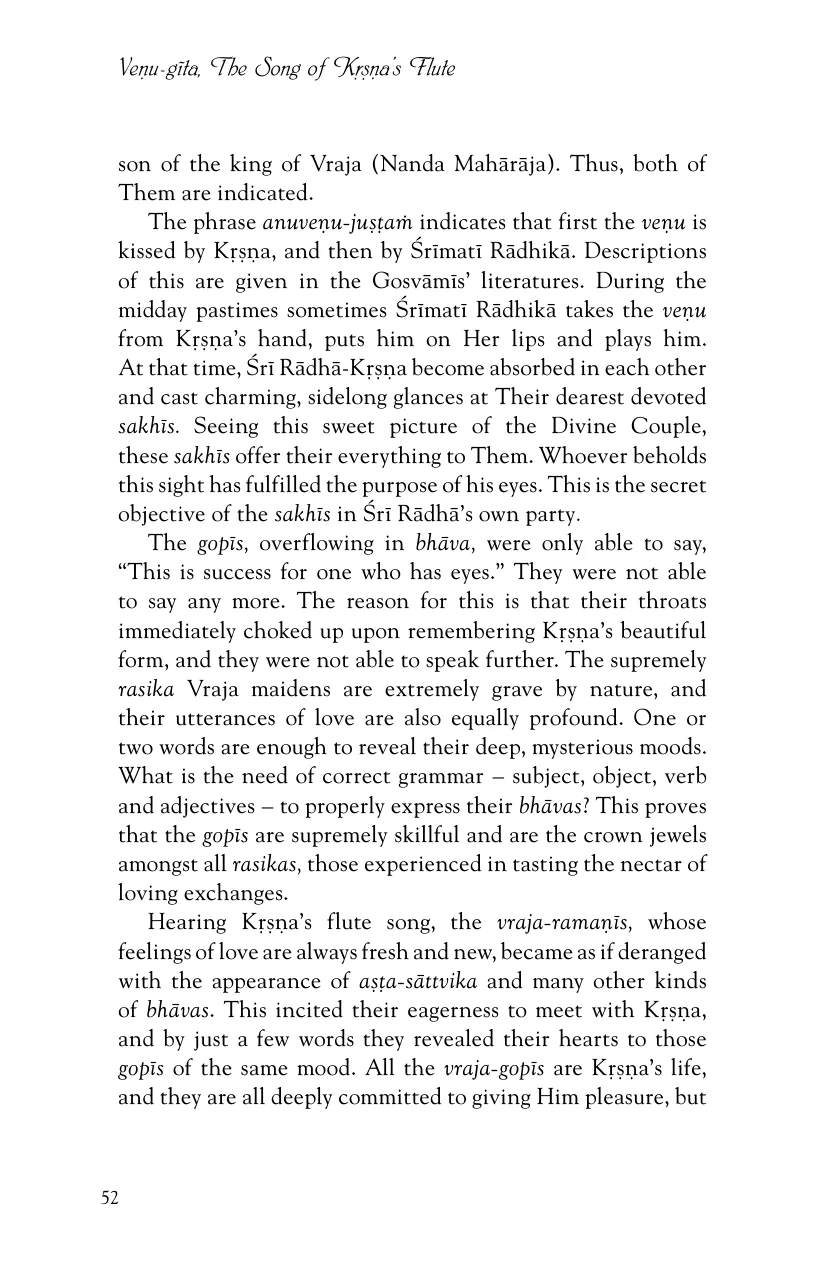 Veṇu-gīta, The Song of Kṛṣṇa's Flute
son of the king of Vraja (Nanda Mahārāja). Thus, both of
Them are indicated.
The phrase anuveṇu-juṣṭaṁ indicates that first the veṇu is
kissed by Kṛṣṇa, and then by Śrīmatī Rādhikā. Descriptions
of this are given in the Gosvāmīs’ literatures. During the
midday pastimes sometimes Śrīmatī Rādhikā takes the veṇu
from Kṛṣṇa’s hand, puts him on Her lips and plays him.
At that time, Śrī Rādhā-Kṛṣṇa become absorbed in each other
and cast charming, sidelong glances at Their dearest devoted
sakhīs. Seeing this sweet picture of the Divine Couple,
these sakhīs offer their everything to Them. Whoever beholds
this sight has fulfilled the purpose of his eyes. This is the secret
objective of the sakhīs in Śrī Rādhā’s own party.
The gopīs, overflowing in bhāva, were only able to say,
“This is success for one who has eyes.” They were not able
to say any more. The reason for this is that their throats
immediately choked up upon remembering Kṛṣṇa’s beautiful
form, and they were not able to speak further. The supremely
rasika Vraja maidens are extremely grave by nature, and
their utterances of love are also equally profound. One or
two words are enough to reveal their deep, mysterious moods.
What is the need of correct grammar – subject, object, verb
and adjectives – to properly express their bhāvas? This proves
that the gopīs are supremely skillful and are the crown jewels
amongst all rasikas, those experienced in tasting the nectar of
loving exchanges.
Hearing Kṛṣṇa’s flute song, the vraja-ramaṇīs, whose
feelings of love are always fresh and new, became as if deranged
with the appearance of aṣṭa-sāttvika and many other kinds
of bhāvas. This incited their eagerness to meet with Kṛṣṇa,
and by just a few words they revealed their hearts to those
gopīs of the same mood. All the vraja-gopīs are Kṛṣṇa’s life,
and they are all deeply committed to giving Him pleasure, but
52